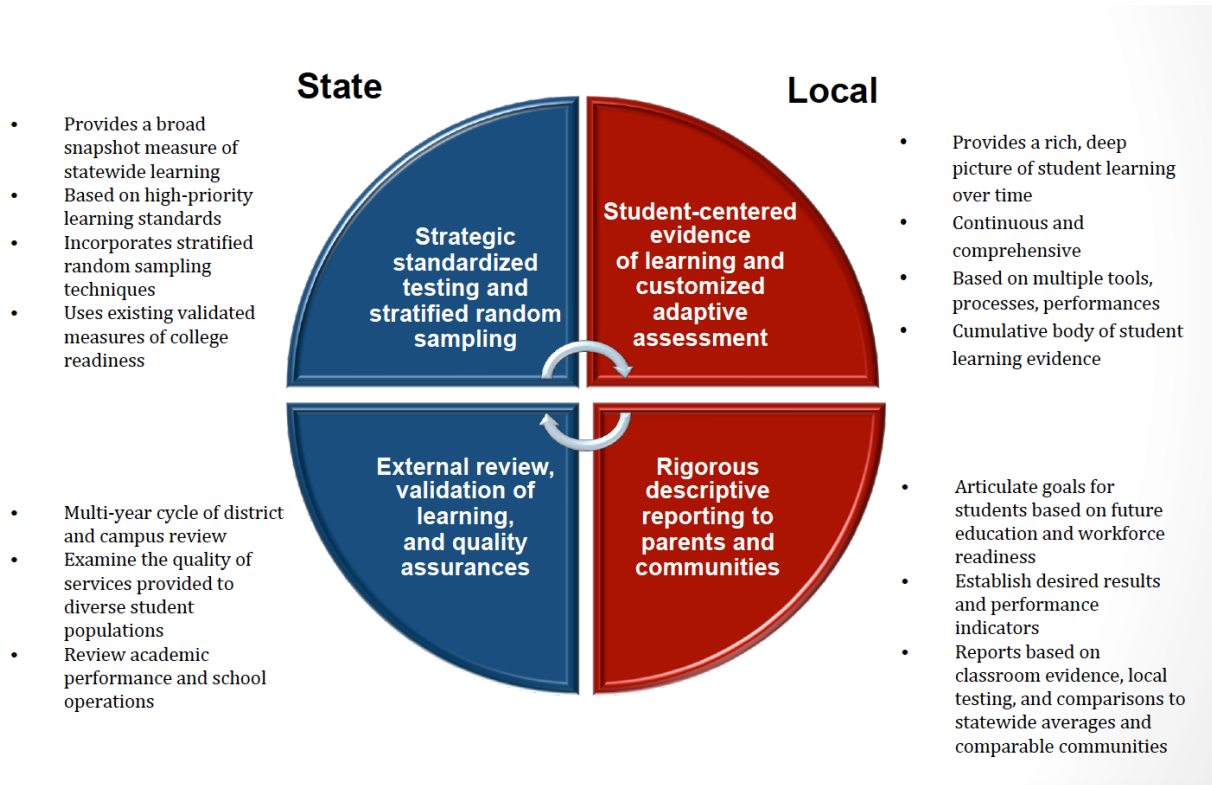 State
Local
• Provides a broad
snapshot measure of
statewide learning
• Based on high-priority
learning standards
• Incorporates stratified
random sampling
techniques
• Uses existing validated
measures of college
readiness
Strategic
standardized
testing and
stratified random
sampling
Student-centered
evidence
of learning and
customized
adaptive
assessment
• Provides a rich, deep
picture of student learning
over time
• Continuous and
comprehensive
• Based on multiple tools,
processes, performances
• Cumulative body of student
learning evidence
• Multi-year cycle of district
and campus review
• Examine the quality of
services provided to
diverse student
populations
• Review academic
performance and school
operations
External review,
validation of
learning,
and quality
assurances
Rigorous
descriptive
reporting to
parents and
communities
• Articulate goals for
students based on future
education and workforce
readiness
• Establish desired results
and performance
indicators
• Reports based on
classroom evidence, local
testing, and comparisons to
statewide averages and
comparable communities